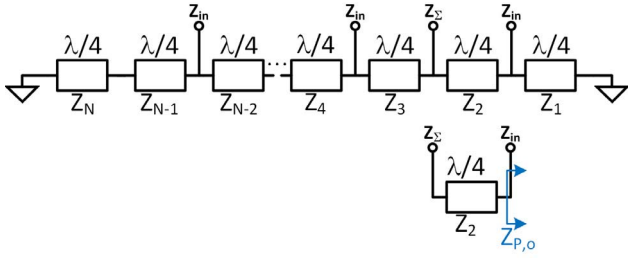 Z_in Z_in Z_Σ Z_in
λ/4 λ/4 λ/4 ... λ/4 λ/4 λ/4 λ/4
Z_N Z_N-1 Z_N-2 Z_4 Z_3 Z_2 Z_1
Z_Σ Z_in
λ/4
Z_2
Z_P,o